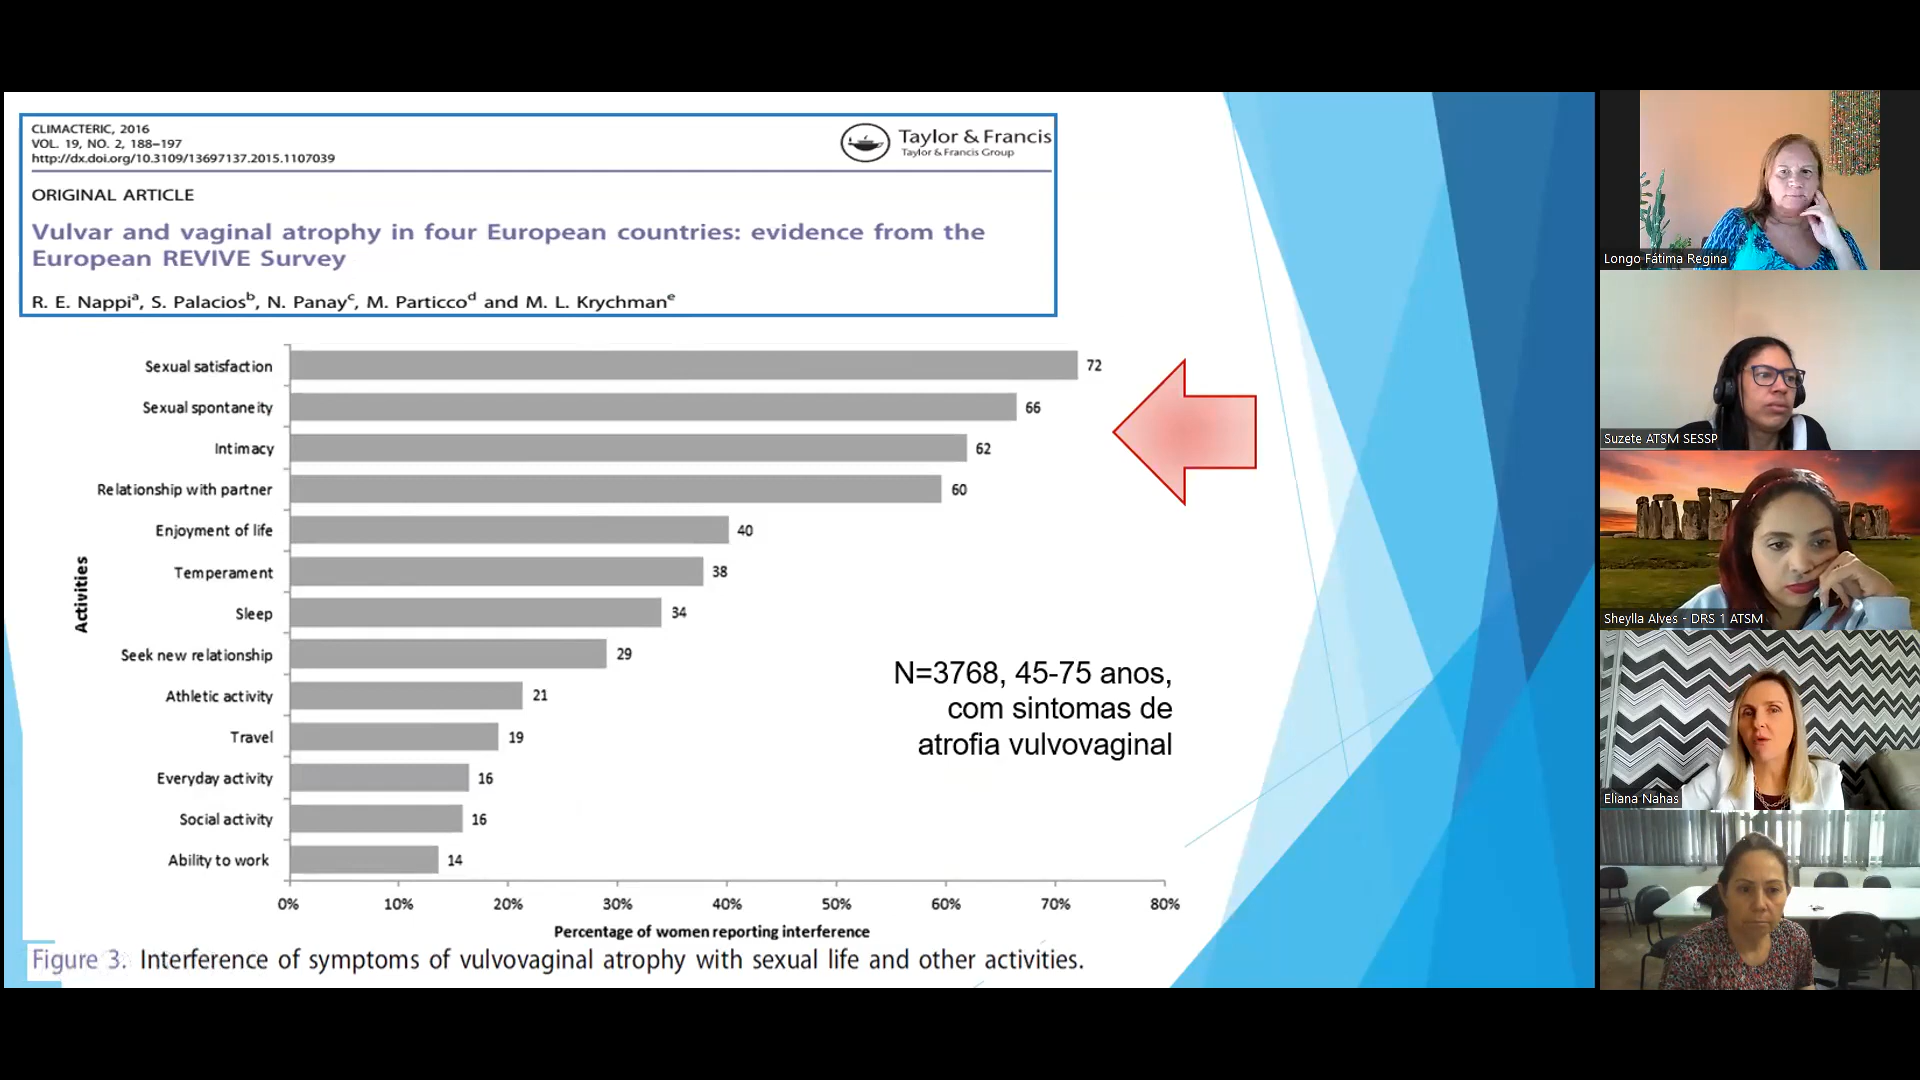 CLIMACTERIC, 2016
VOL. 19, NO. 2, 188–197
http://dx.doi.org/10.3109/13697137.2015.1107039
Taylor & Francis
Taylor & Francis Group
ORIGINAL ARTICLE
Vulvar and vaginal atrophy in four European countries: evidence from the
European REVIVE Survey
R. E. Nappiᵃ, S. Palaciosᵇ, N. Panayᶜ, M. Particcoᵈ and M. L. Krychmanᵉ
Activities
Sexual satisfaction 72
Sexual spontaneity 66
Intimacy 62
Relationship with partner 60
Enjoyment of life 40
Temperament 38
Sleep 34
Seek new relationship 29
Athletic activity 21
Travel 19
Everyday activity 16
Social activity 16
Ability to work 14
0% 10% 20% 30% 40% 50% 60% 70% 80%
Percentage of women reporting interference
N=3768, 45-75 anos,
com sintomas de
atrofia vulvovaginal
Figure 3. Interference of symptoms of vulvovaginal atrophy with sexual life and other activities.
Longo Fátima Regina
Suzete ATSM SESSP
Sheylla Alves - DRS 1 ATSM
Eliana Nahas